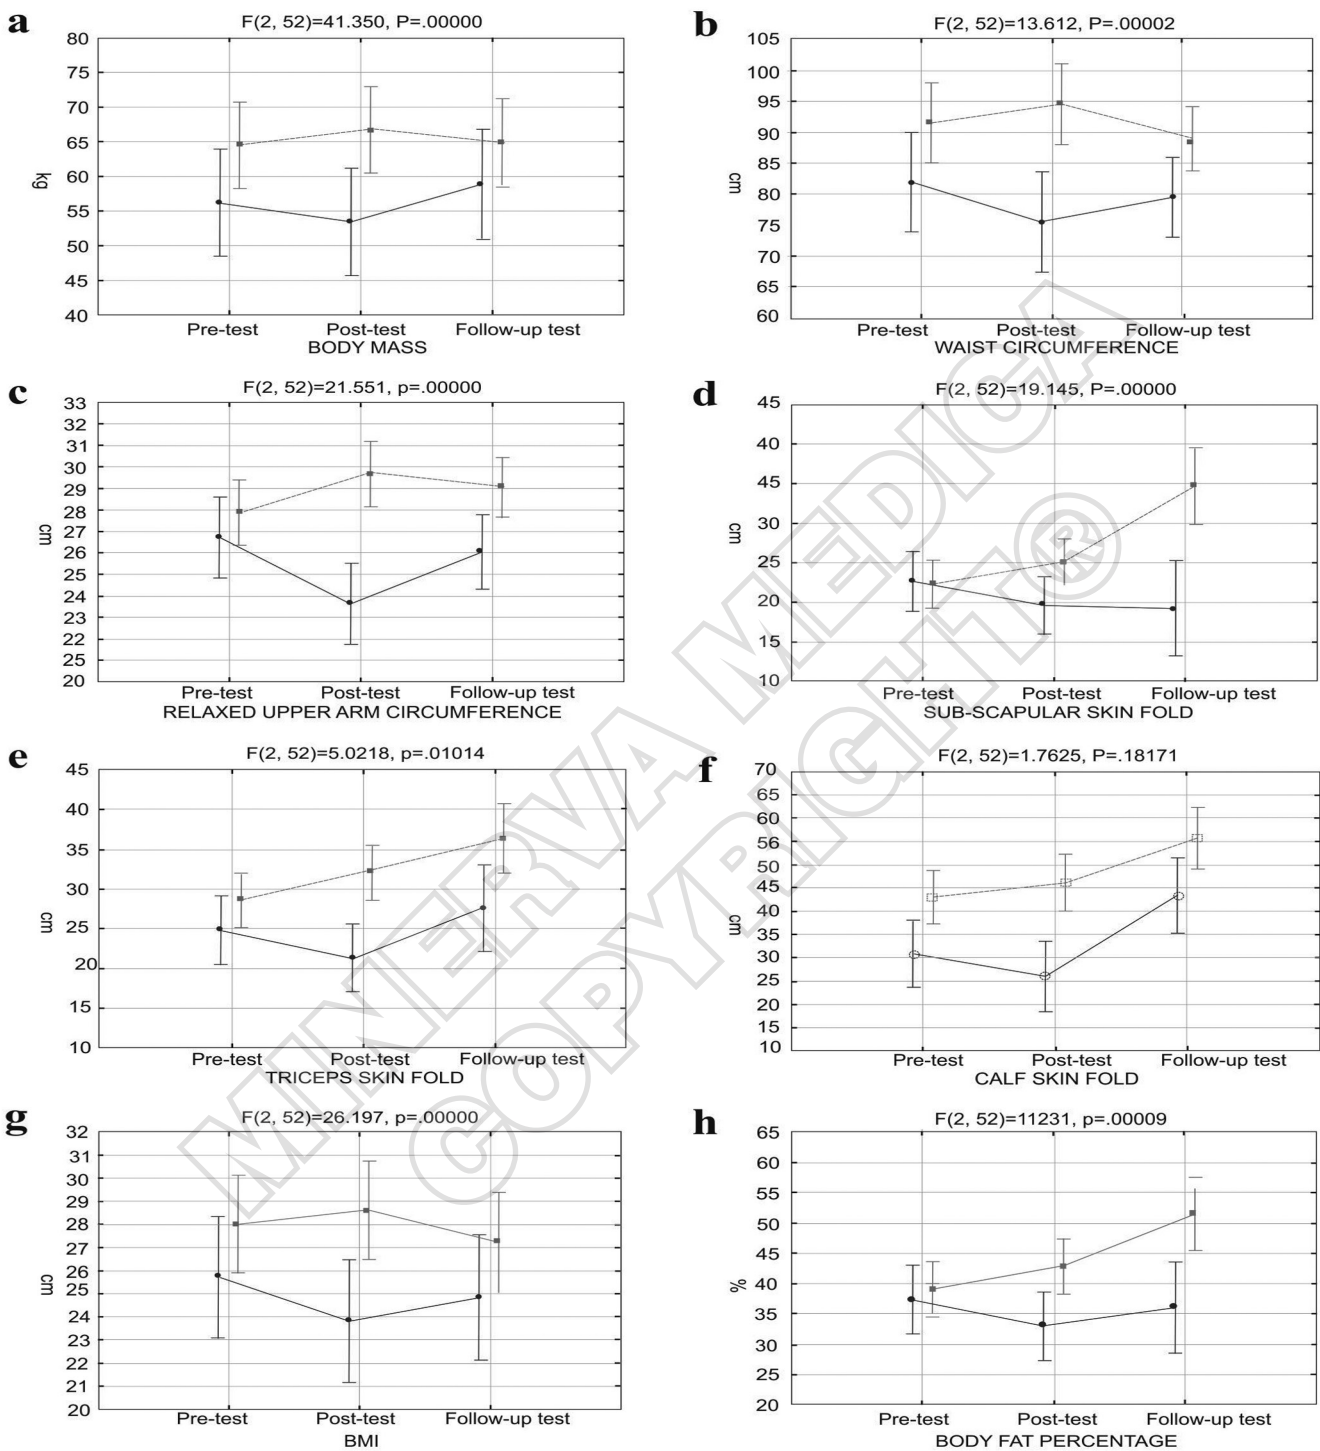 a
F(2, 52)=41.350, P=.00000
80
75
70
65
60
55
50
45
40
kg
Pre-test Post-test Follow-up test
BODY MASS
b
F(2, 52)=13.612, P=.00002
105
100
95
90
85
80
75
70
65
60
cm
Pre-test Post-test Follow-up test
WAIST CIRCUMFERENCE
c
F(2, 52)=21.551, p=.00000
33
32
31
30
29
28
27
26
25
24
23
22
25
20
cm
Pre-test Post-test Follow-up test
RELAXED UPPER ARM CIRCUMFERENCE
d
F(2, 52)=19.145, P=.00000
45
40
45
30
25
20
15
10
cm
Pre-test Post-test Follow-up test
SUB-SCAPULAR SKIN FOLD
e
F(2, 52)=5.0218, p=.01014
45
40
35
30
25
20
15
10
cm
Pre-test Post-test Follow-up test
TRICEPS SKIN FOLD
f
F(2, 52)=1.7625, P=.18171
70
65
60
56
50
45
40
35
30
25
20
15
10
cm
Pre-test Post-test Follow-up test
CALF SKIN FOLD
g
F(2, 52)=26.197, p=.00000
32
31
30
29
28
27
26
25
24
23
22
21
20
cm
Pre-test Post-test Follow-up test
BMI
h
F(2, 52)=11231, p=.00009
65
60
55
50
45
40
35
30
25
20
%
Pre-test Post-test Follow-up test
BODY FAT PERCENTAGE
MINERVA MEDICA
COPYRIGHT®